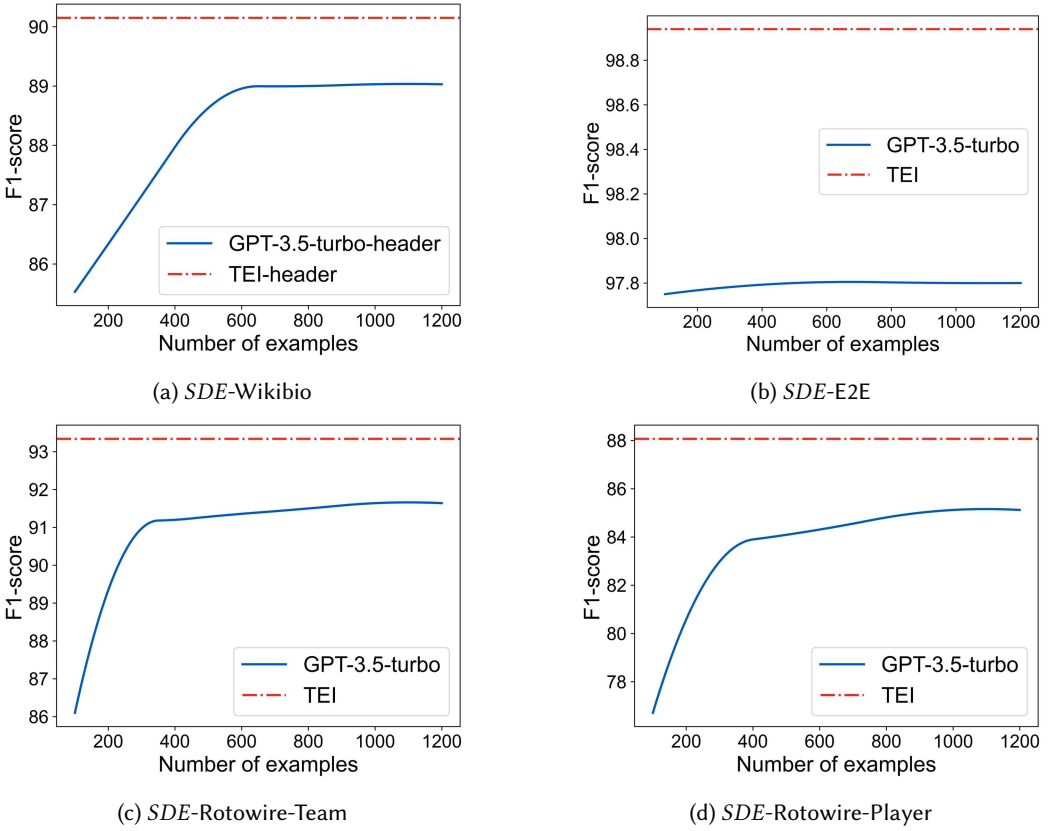 90
89
88
87
86
F1-score
GPT-3.5-turbo-header
TEI-header
200 400 600 800 1000 1200
Number of examples
(a) SDE-Wikibio
98.8
98.6
98.4
98.2
98.0
97.8
F1-score
GPT-3.5-turbo
TEI
200 400 600 800 1000 1200
Number of examples
(b) SDE-E2E
93
92
91
90
89
88
87
86
F1-score
GPT-3.5-turbo
TEI
200 400 600 800 1000 1200
Number of examples
(c) SDE-Rotowire-Team
88
86
84
82
80
78
F1-score
GPT-3.5-turbo
TEI
200 400 600 800 1000 1200
Number of examples
(d) SDE-Rotowire-Player